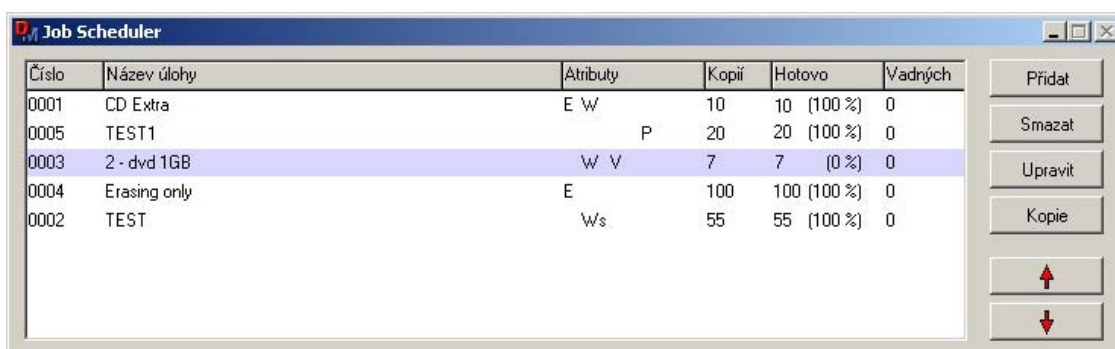 DM Job Scheduler
Číslo Název úlohy Atributy Kopií Hotovo Vadných
0001 CD Extra E W 10 10 (100 %) 0
0005 TEST1 P 20 20 (100 %) 0
0003 2 - dvd 1GB W V 7 7 (0 %) 0
0004 Erasing only E 100 100 (100 %) 0
0002 TEST Ws 55 55 (100 %) 0
Přidat
Smazat
Upravit
Kopie